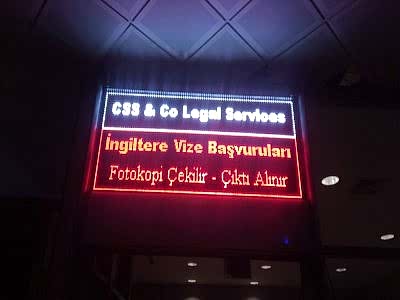 CSS & Co Legal Services
İngiltere Vize Başvuruları
Fotokopi Çekilir - Çıktı Alınır